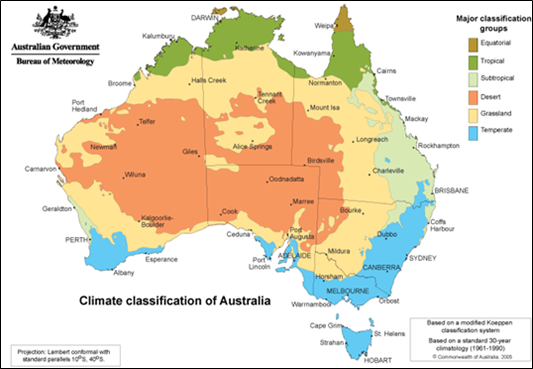 Australian Government
Bureau of Meteorology
Major classification
groups
Equatorial
Tropical
Subtropical
Desert
Grassland
Temperate
DARWIN
Weipa
Kalumburu
Katherine
Kowanyama
Cairns
Broome
Halls Creek
Normanton
Townsville
Port
Hedland
Tennant
Creek
Mount Isa
Mackay
Telfer
Longreach
Rockhampton
Newman
Giles
Alice Springs
Birdsville
Carnarvon
Wiluna
Oodnadatta
Charleville
Geraldton
Marree
BRISBANE
Kalgoorlie-
Boulder
Cook
Bourke
Coffs
Harbour
PERTH
Ceduna
Port
Augusta
Dubbo
Esperance
Port
Lincoln
ADELAIDE
Mildura
SYDNEY
Albany
CANBERRA
Horsham
MELBOURNE
Warrnambool
Orbost
Climate classification of Australia
Cape Grim
St. Helens
Strahan
HOBART
Based on a modified Koeppen
classification system
Based on a standard 30-year
climatology (1961-1990)
© Commonwealth of Australia, 2005
Projection: Lambert conformal with
standard parallels 10°S, 40°S.